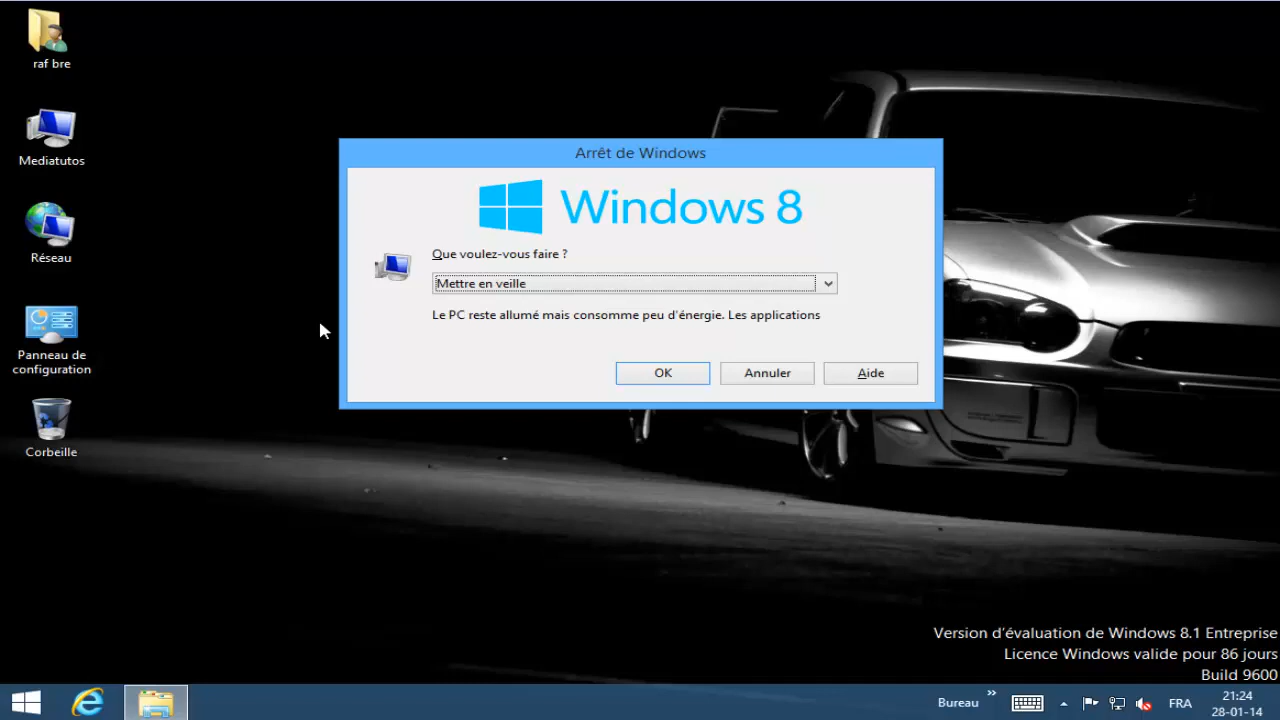 raf bre
Mediatutos
Réseau
Panneau de
configuration
Corbeille
Arrêt de Windows
Windows 8
Que voulez-vous faire ?
Mettre en veille
Le PC reste allumé mais consomme peu d'énergie. Les applications
OK
Annuler
Aide
Version d'évaluation de Windows 8.1 Entreprise
Licence Windows valide pour 86 jours
Build 9600
Bureau
»
FRA
21:24
28-01-14